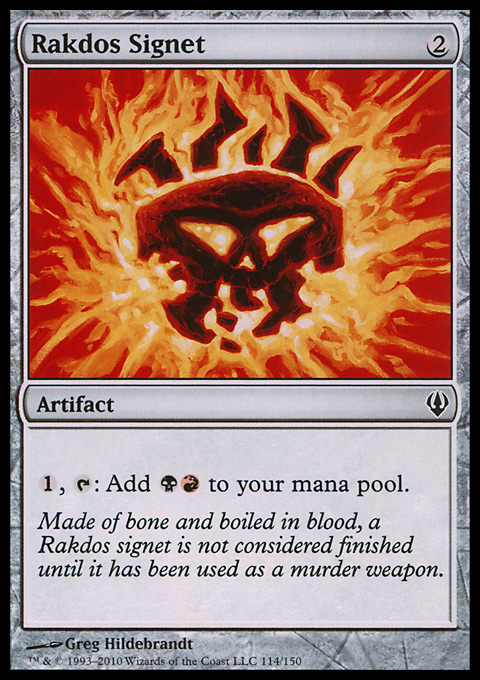 Rakdos Signet 2
Artifact
1, : Add to your mana pool.
Made of bone and boiled in blood, a
Rakdos signet is not considered finished
until it has been used as a murder weapon.
Greg Hildebrandt
™ & © 1993–2010 Wizards of the Coast LLC 114/150